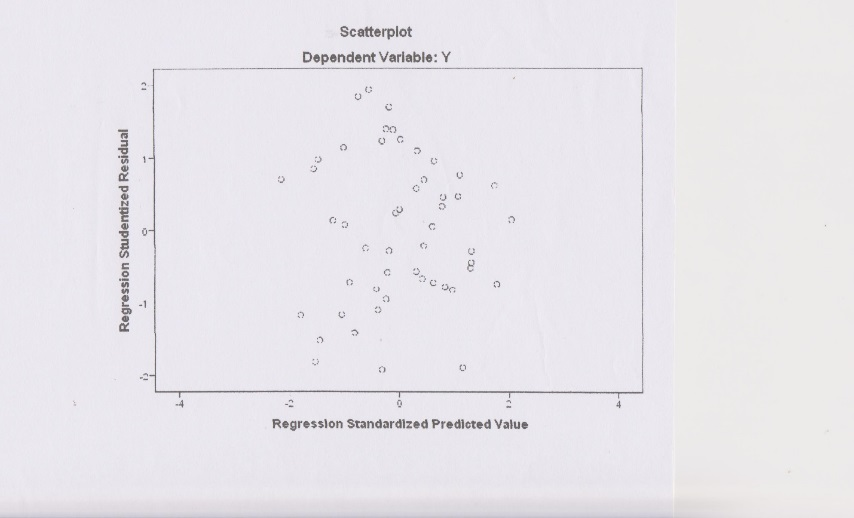 Scatterplot
Dependent Variable: Y
Regression Studentized Residual
2
1
0
-1
-2
-4
-2
0
2
4
Regression Standardized Predicted Value